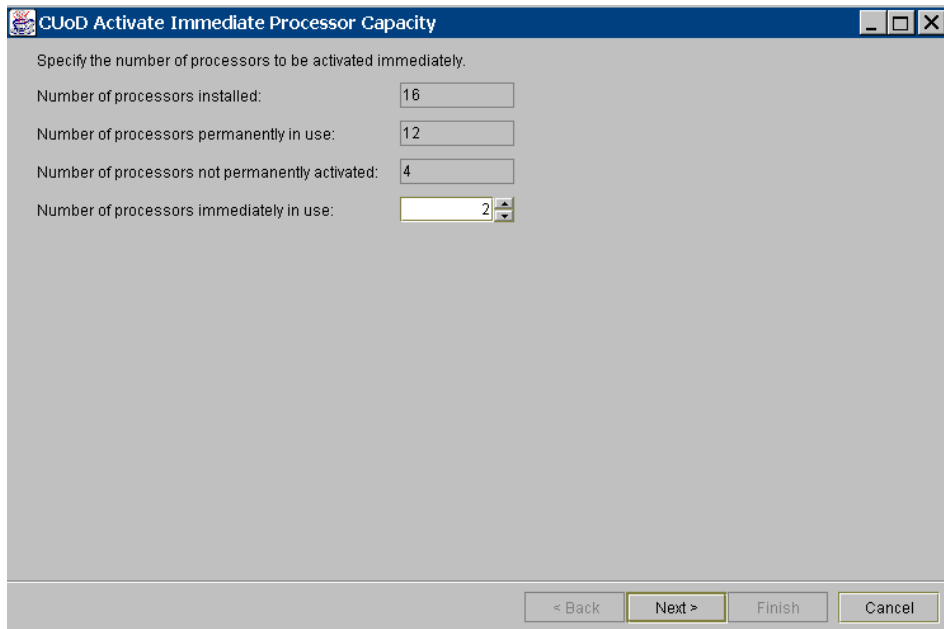 CUoD Activate Immediate Processor Capacity
Specify the number of processors to be activated immediately.
Number of processors installed: 16
Number of processors permanently in use: 12
Number of processors not permanently activated: 4
Number of processors immediately in use: 2
< Back Next > Finish Cancel